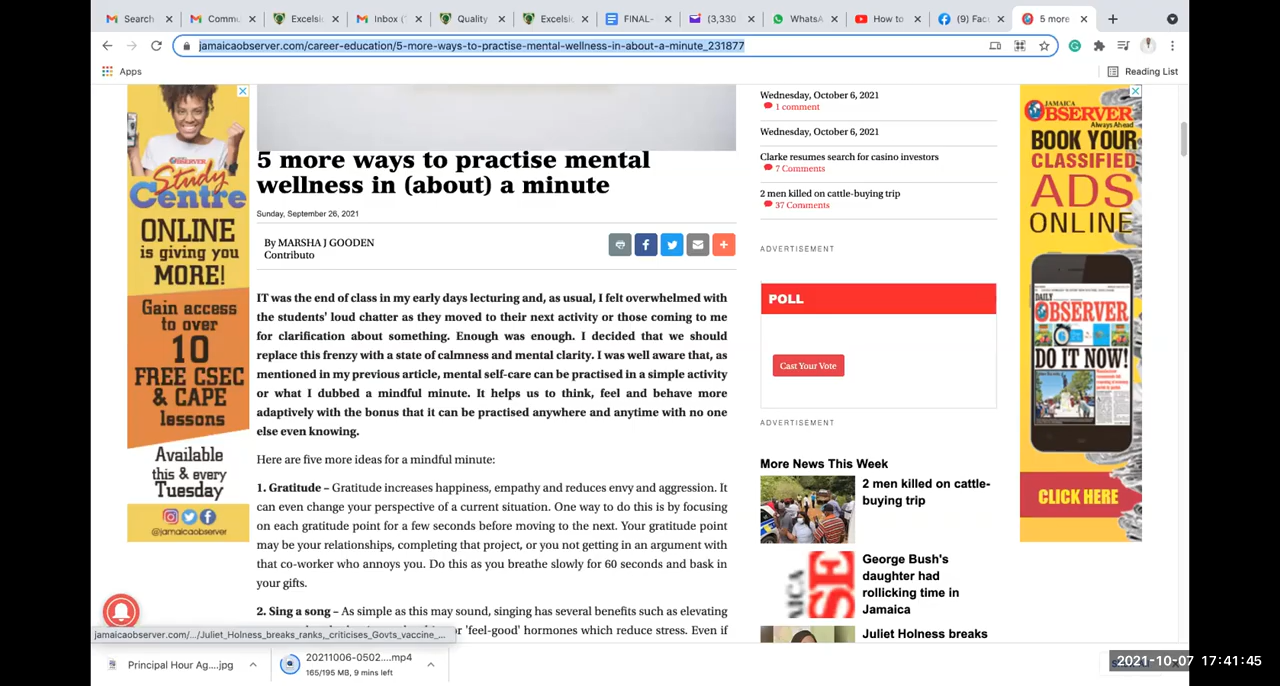 Search
Commu
Excelsi
Inbox (
Quality
Excelsi
FINAL-
(3,330
WhatsA
How to
(9) Fac
5 more
jamaicaobserver.com/career-education/5-more-ways-to-practise-mental-wellness-in-about-a-minute_231877
Apps
Reading List
OBSERVER
Study
Centre
ONLINE
is giving you
MORE!
Gain access
to over
10
FREE CSEC
& CAPE
lessons
Available
this & every
Tuesday
@jamaicaobserver
5 more ways to practise mental
wellness in (about) a minute
Sunday, September 26, 2021
By MARSHA J GOODEN
Contributo
IT was the end of class in my early days lecturing and, as usual, I felt overwhelmed with
the students' loud chatter as they moved to their next activity or those coming to me
for clarification about something. Enough was enough. I decided that we should
replace this frenzy with a state of calmness and mental clarity. I was well aware that, as
mentioned in my previous article, mental self-care can be practised in a simple activity
or what I dubbed a mindful minute. It helps us to think, feel and behave more
adaptively with the bonus that it can be practised anywhere and anytime with no one
else even knowing.
Here are five more ideas for a mindful minute:
1. Gratitude – Gratitude increases happiness, empathy and reduces envy and aggression. It
can even change your perspective of a current situation. One way to do this is by focusing
on each gratitude point for a few seconds before moving to the next. Your gratitude point
may be your relationships, completing that project, or you not getting in an argument with
that co-worker who annoys you. Do this as you breathe slowly for 60 seconds and bask in
your gifts.
2. Sing a song – As simple as this may sound, singing has several benefits such as elevating
or 'feel-good' hormones which reduce stress. Even if
Wednesday, October 6, 2021
1 comment
Wednesday, October 6, 2021
Clarke resumes search for casino investors
7 Comments
2 men killed on cattle-buying trip
37 Comments
ADVERTISEMENT
POLL
Cast Your Vote
ADVERTISEMENT
More News This Week
2 men killed on cattle-
buying trip
George Bush's
daughter had
rollicking time in
Jamaica
Juliet Holness breaks
JAMAICA
OBSERVER
Always Ahead
BOOK YOUR
CLASSIFIED
ADS
ONLINE
DAILY
OBSERVER
DO IT NOW!
CLICK HERE
jamaicaobserver.com/.../Juliet_Holness_breaks_ranks,_criticises_Govts_vaccine_...
Principal Hour Ag....jpg
20211006-0502....mp4
165/195 MB, 9 mins left
2021-10-07 17:41:45